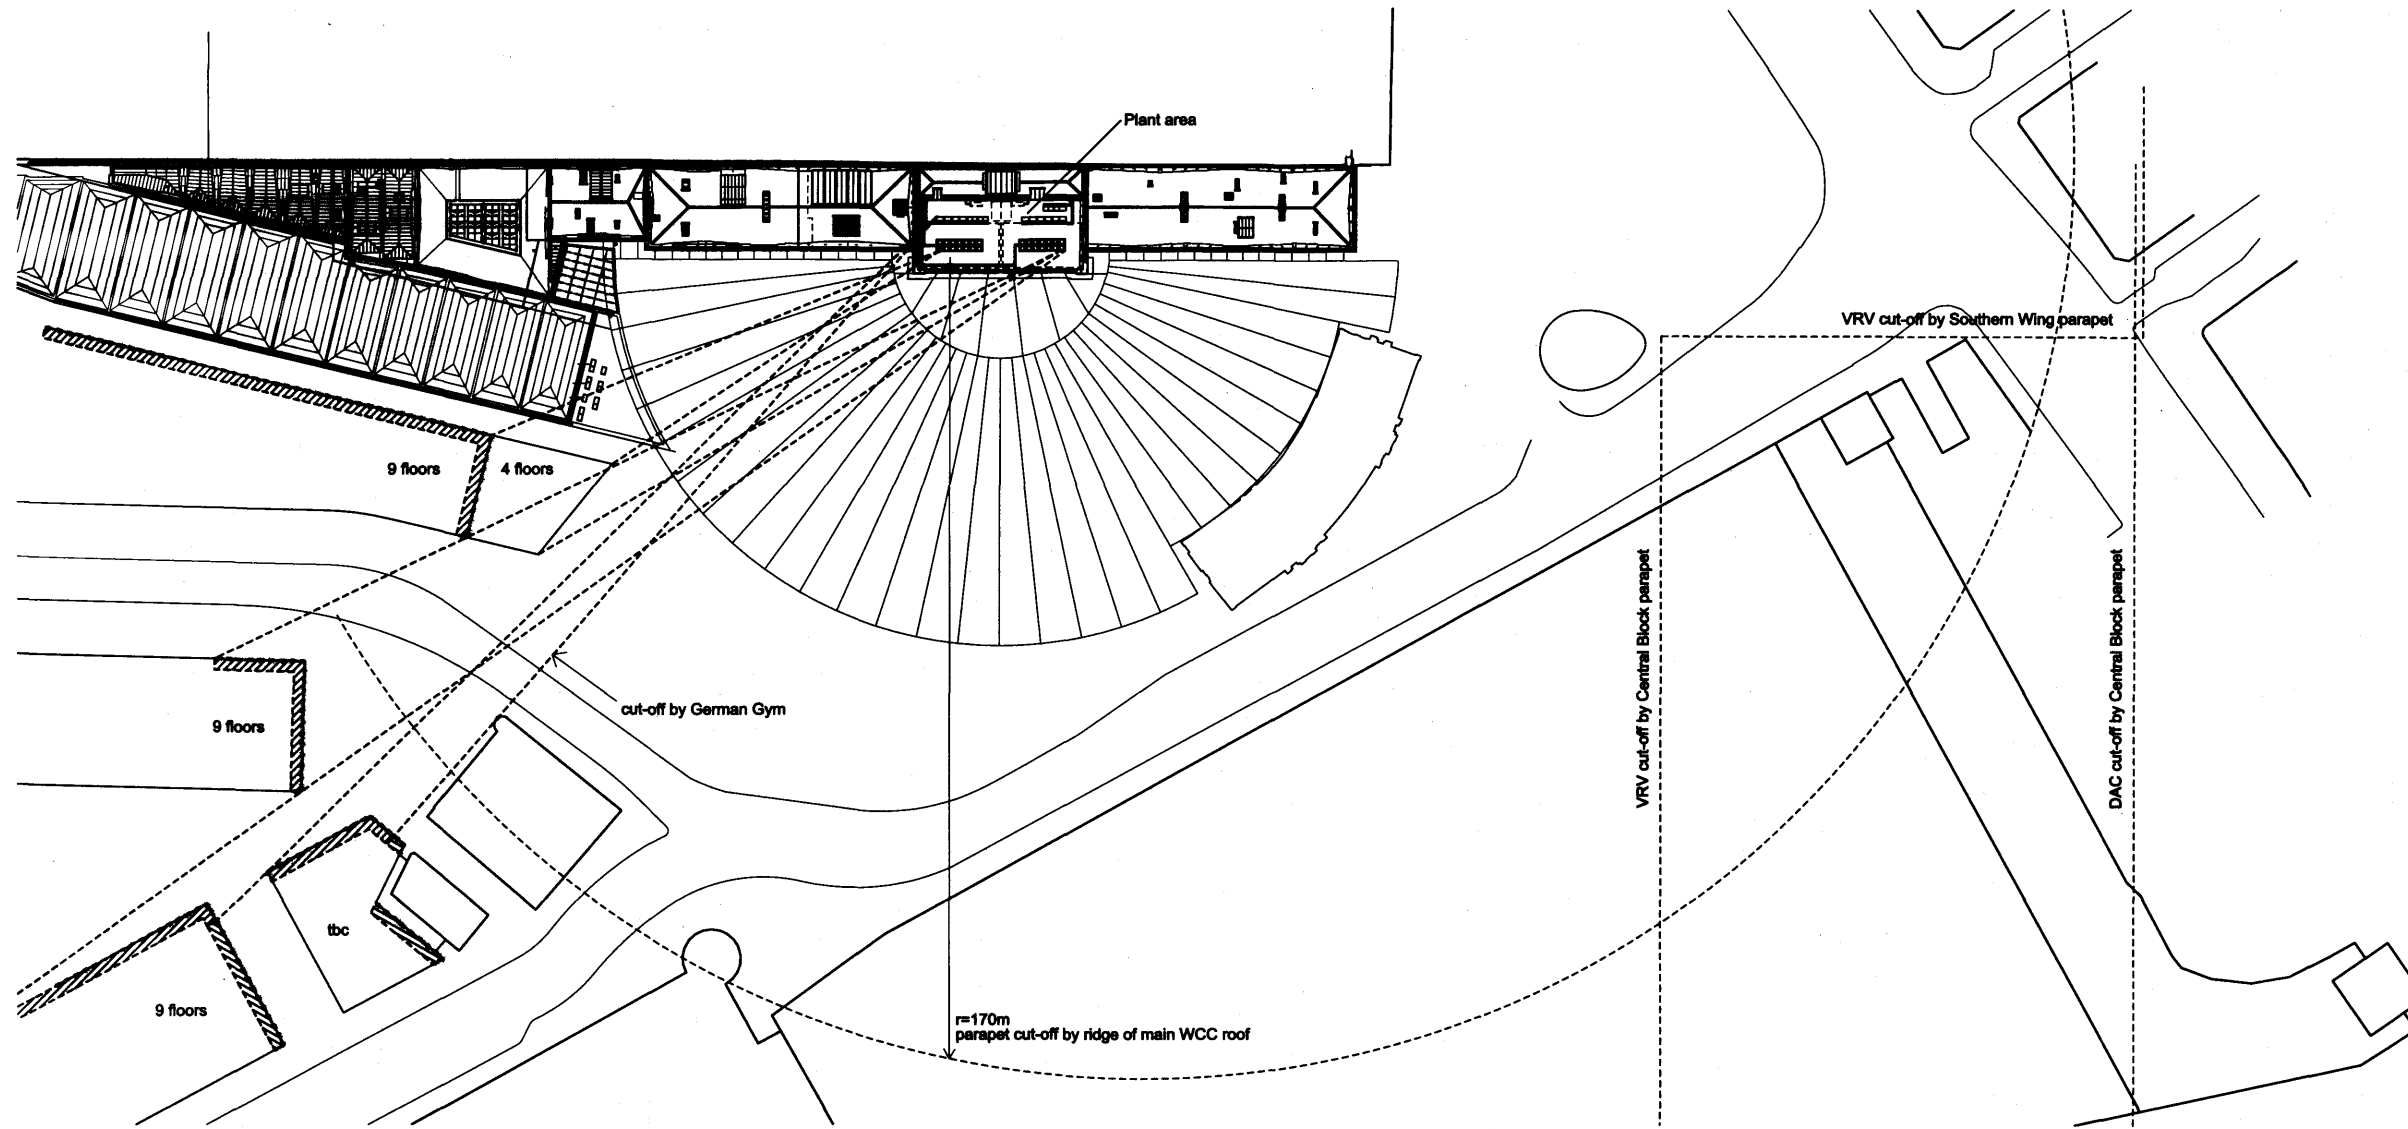 Plant area
VRV cut-off by Southern Wing parapet
9 floors
4 floors
VRV cut-off by Central Block parapet
DAC cut-off by Central Block parapet
cut-off by German Gym
9 floors
tbc
9 floors
r=170m
parapet cut-off by ridge of main WCC roof